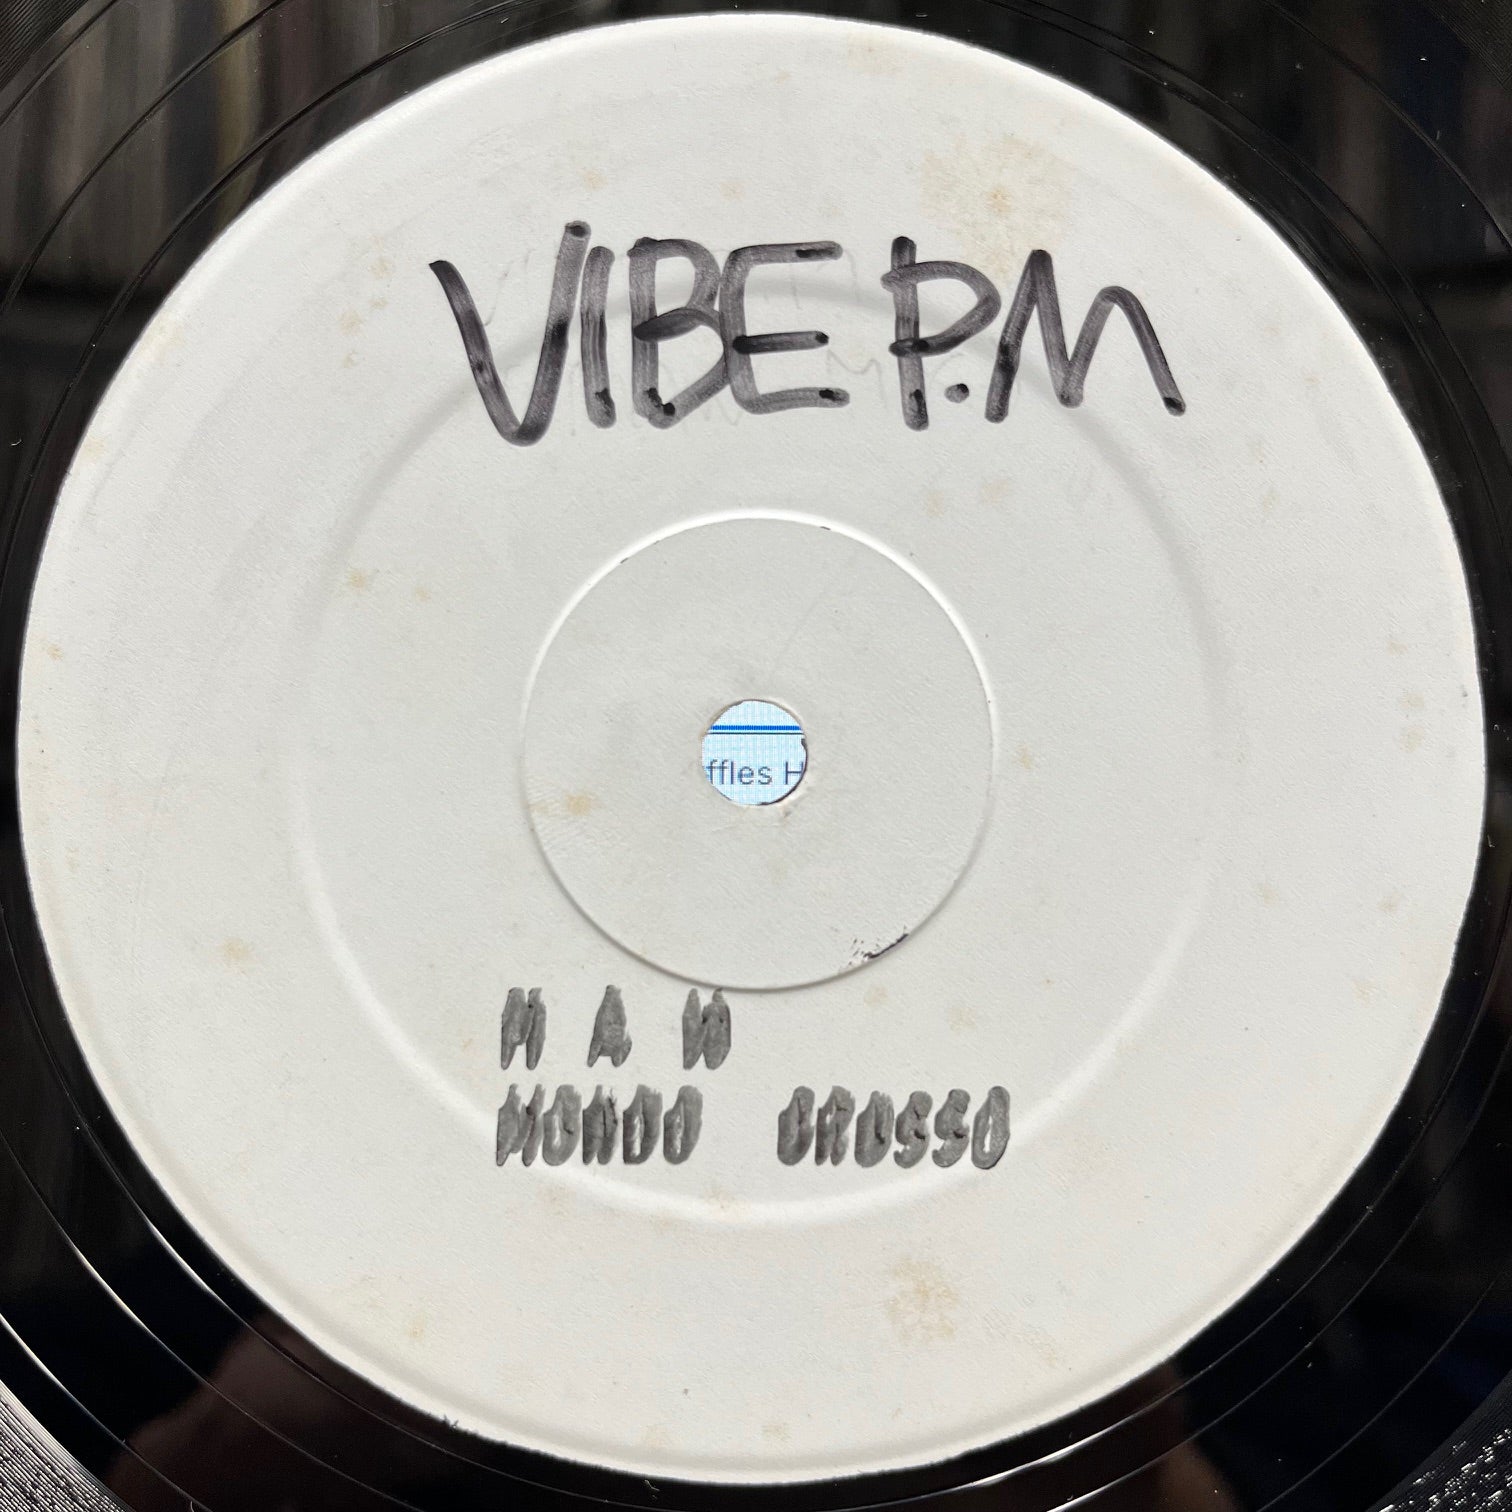 VIBE P.M
ffles H
M A W
MONDO GROSSO